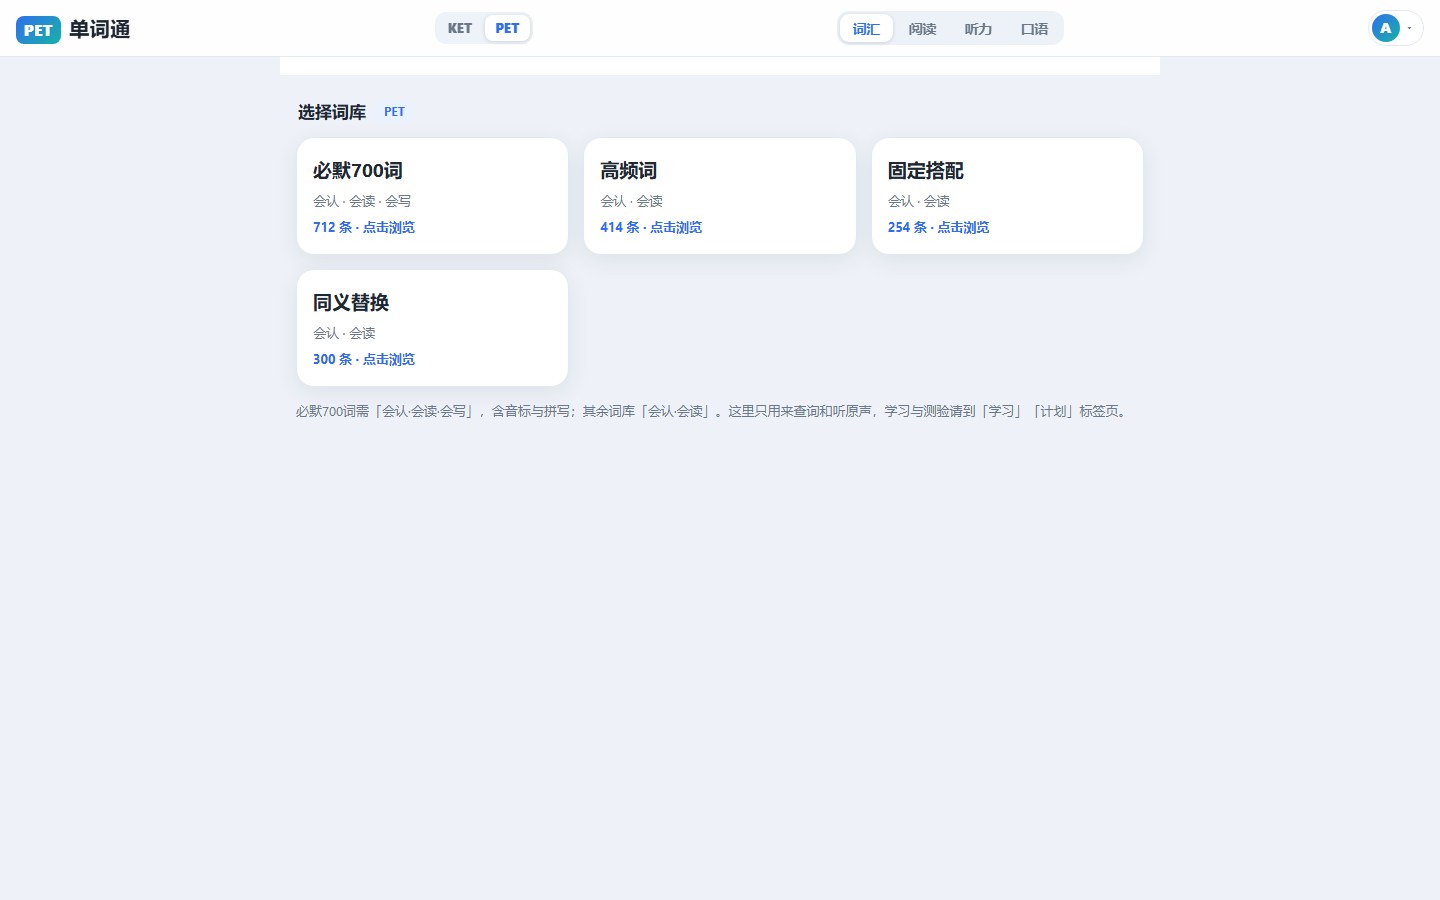 PET 单词通
KET PET
词汇 阅读 听力 口语
A
选择词库 PET
必默700词
会认 · 会读 · 会写
712 条 · 点击浏览
高频词
会认 · 会读
414 条 · 点击浏览
固定搭配
会认 · 会读
254 条 · 点击浏览
同义替换
会认 · 会读
300 条 · 点击浏览
必默700词需「会认·会读·会写」，含音标与拼写；其余词库「会认·会读」。这里只用来查询和听原声，学习与测验请到「学习」「计划」标签页。